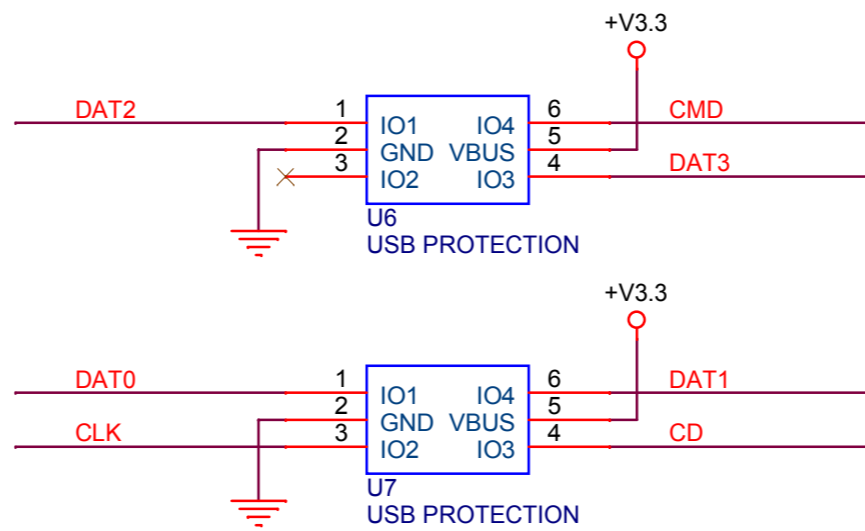 +V3.3
DAT2 1 IO1 IO4 6 CMD
2 GND VBUS 5
3 IO2 IO3 4 DAT3
U6
USB PROTECTION
+V3.3
DAT0 1 IO1 IO4 6 DAT1
2 GND VBUS 5
CLK 3 IO2 IO3 4 CD
U7
USB PROTECTION